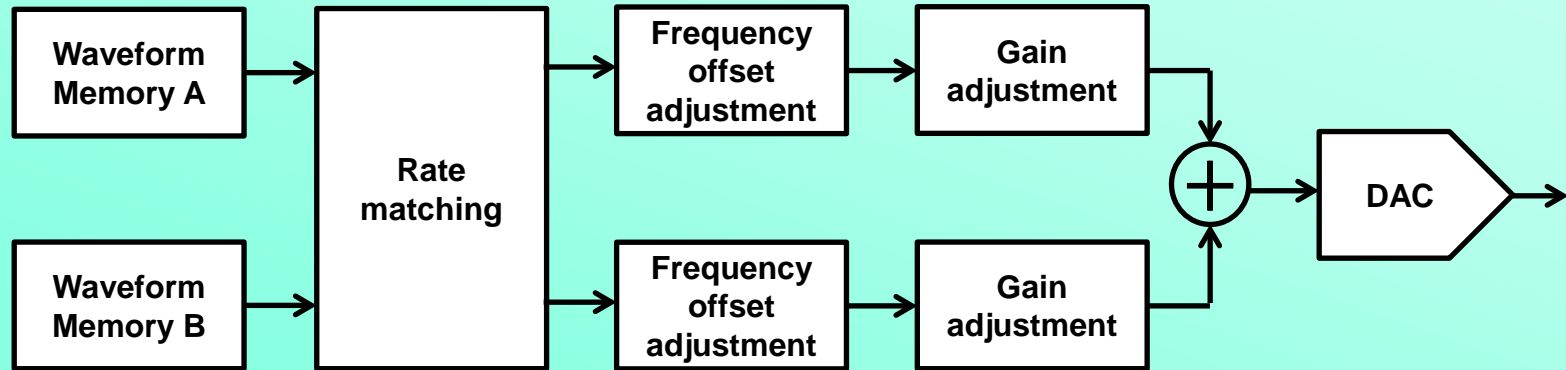 Waveform
Memory A
Rate
matching
Frequency
offset
adjustment
Gain
adjustment
DAC
Waveform
Memory B
Frequency
offset
adjustment
Gain
adjustment